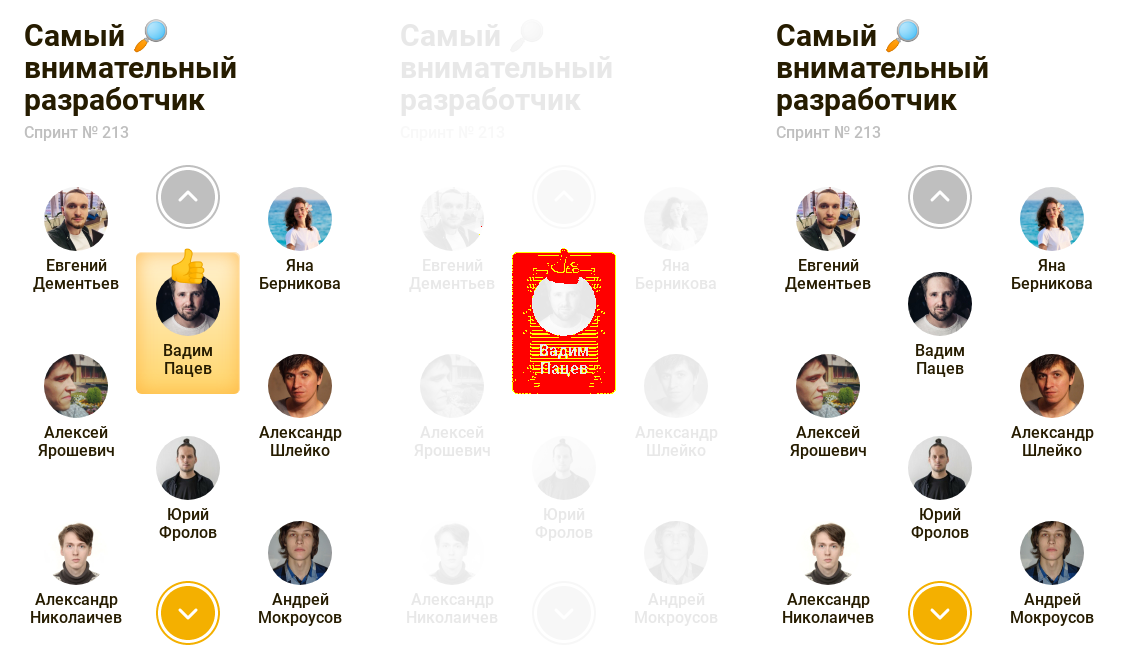 Самый
внимательный
разработчик
Спринт № 213
Евгений
Дементьев
Яна
Берникова
Вадим
Пацев
Алексей
Ярошевич
Александр
Шлейко
Юрий
Фролов
Александр
Николаичев
Андрей
Мокроусов
Самый
внимательный
разработчик
Спринт № 213
Евгений
Дементьев
Яна
Берникова
Вадим
Пацев
Алексей
Ярошевич
Александр
Шлейко
Юрий
Фролов
Александр
Николаичев
Андрей
Мокроусов
Самый
внимательный
разработчик
Спринт № 213
Евгений
Дементьев
Яна
Берникова
Вадим
Пацев
Алексей
Ярошевич
Александр
Шлейко
Юрий
Фролов
Александр
Николаичев
Андрей
Мокроусов